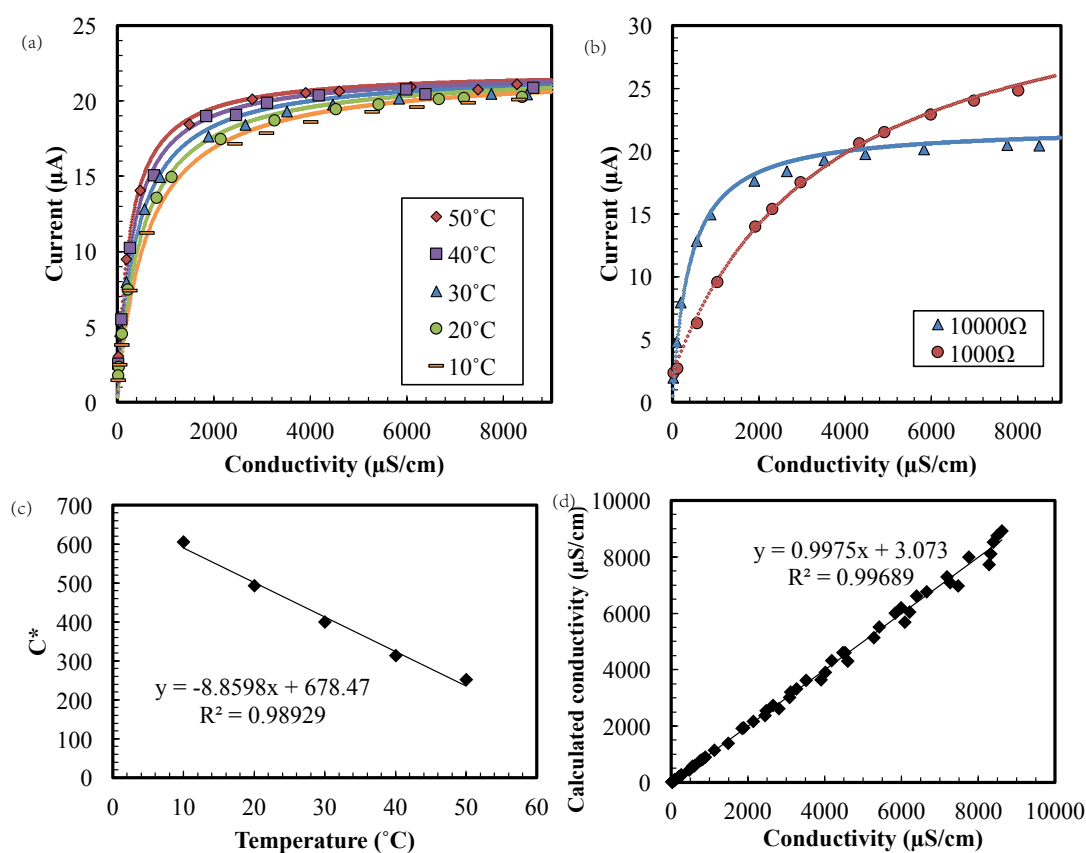 (a)
25
20
15
10
5
0
Current (µA)
0 2000 4000 6000 8000
Conductivity (µS/cm)
50˚C
40˚C
30˚C
20˚C
10˚C
(b)
30
25
20
15
10
5
0
Current (µA)
0 2000 4000 6000 8000
Conductivity (µS/cm)
10000Ω
1000Ω
(c)
700
600
500
400
300
200
100
0
C*
y = -8.8598x + 678.47
R² = 0.98929
0 10 20 30 40 50 60
Temperature (˚C)
(d)
10000
8000
6000
4000
2000
0
Calculated conductivity (µS/cm)
y = 0.9975x + 3.073
R² = 0.99689
0 2000 4000 6000 8000 10000
Conductivity (µS/cm)